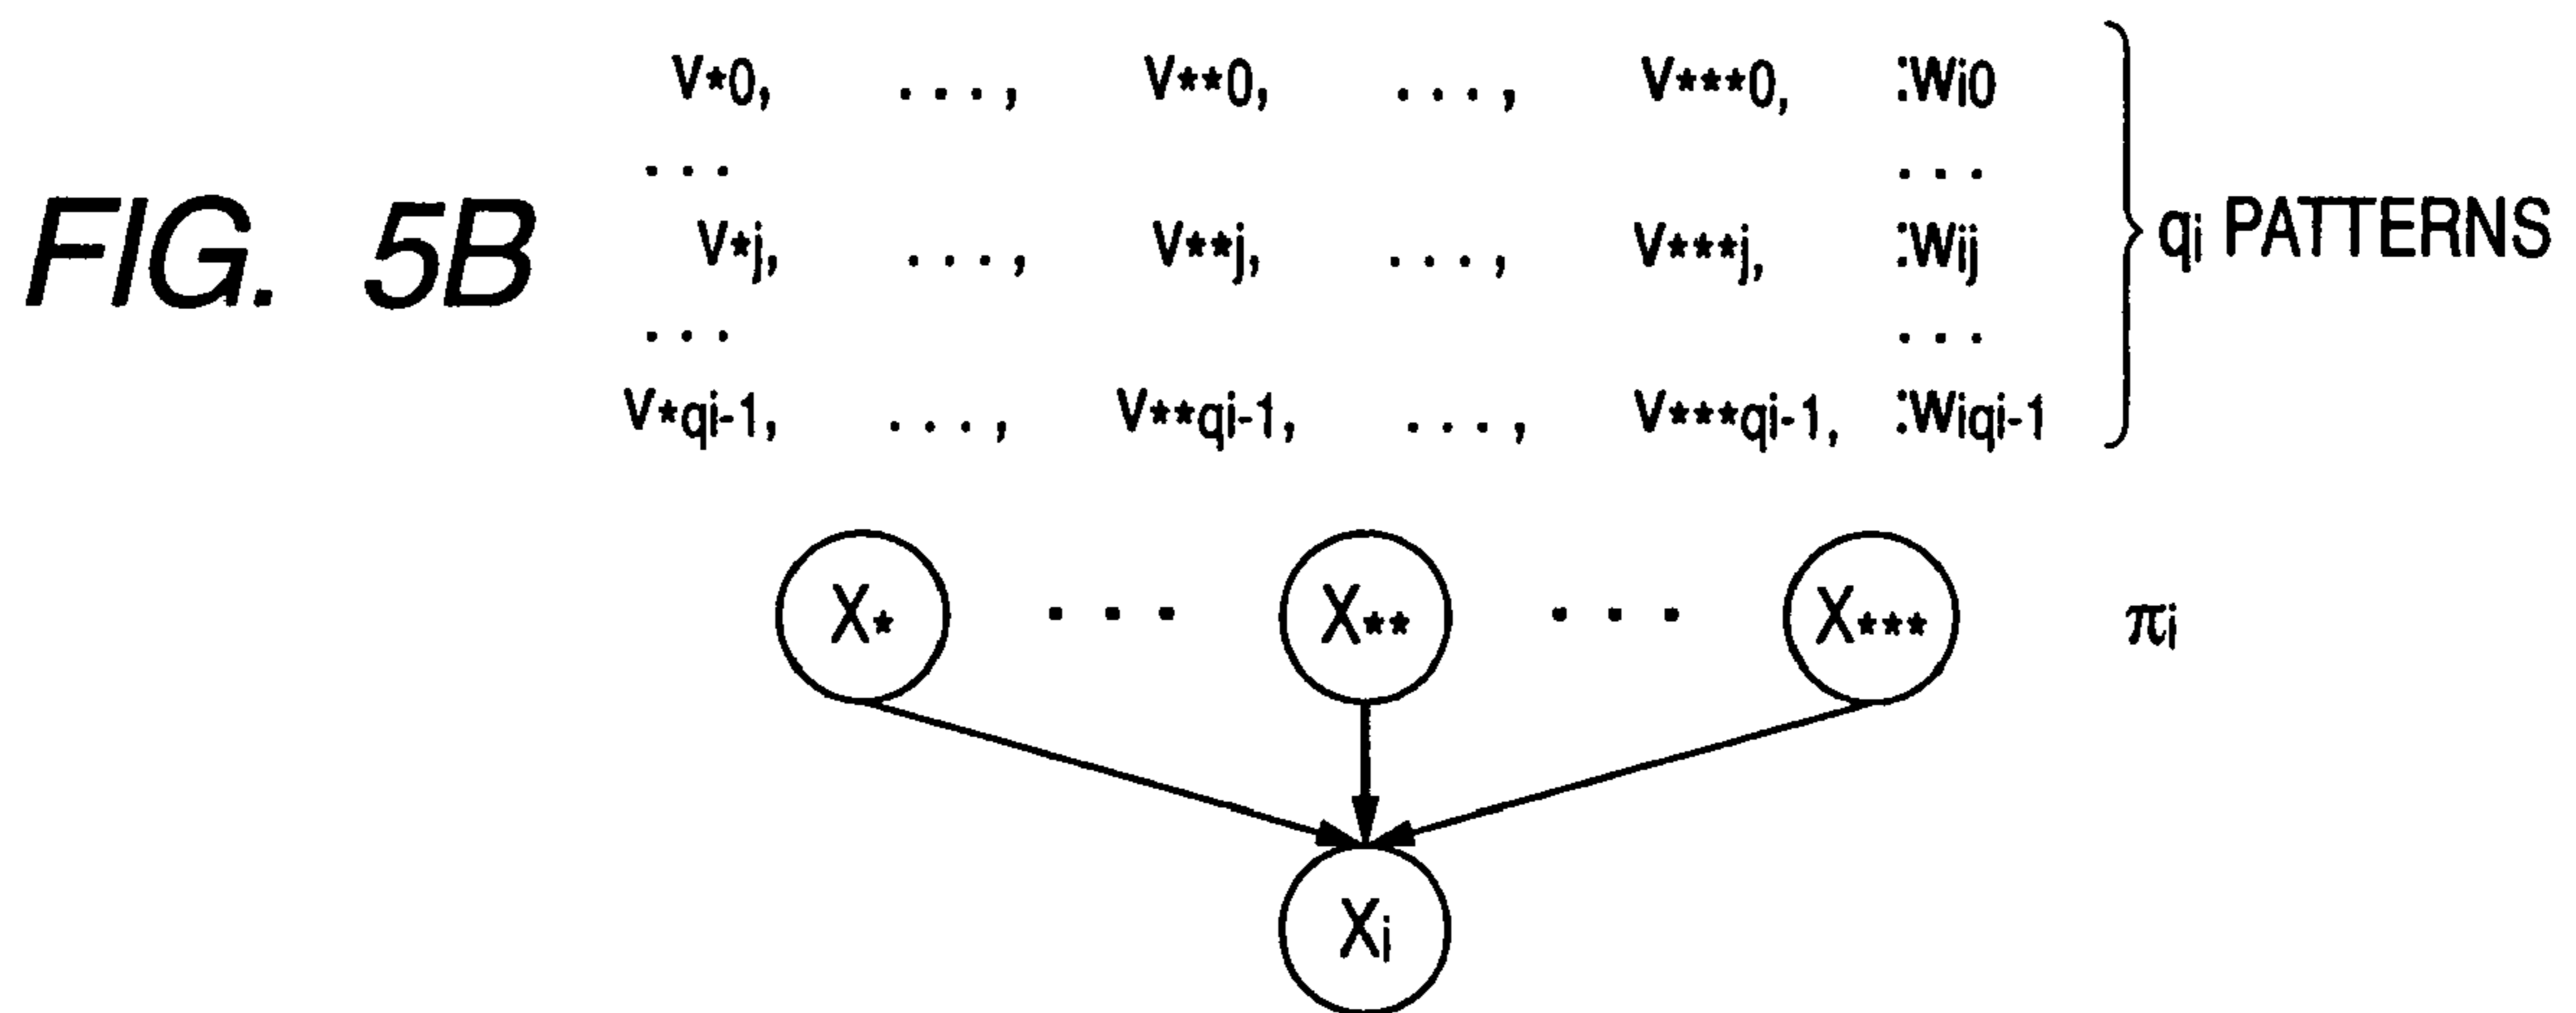 FIG. 5B
V*0, ..., V**0, ..., V***0, :Wi0
... ...
V*j, ..., V**j, ..., V***j, :Wij
... ...
V*qi-1, ..., V**qi-1, ..., V***qi-1, :Wiqi-1
qi PATTERNS
X* ... X** ... X*** πi
Xi